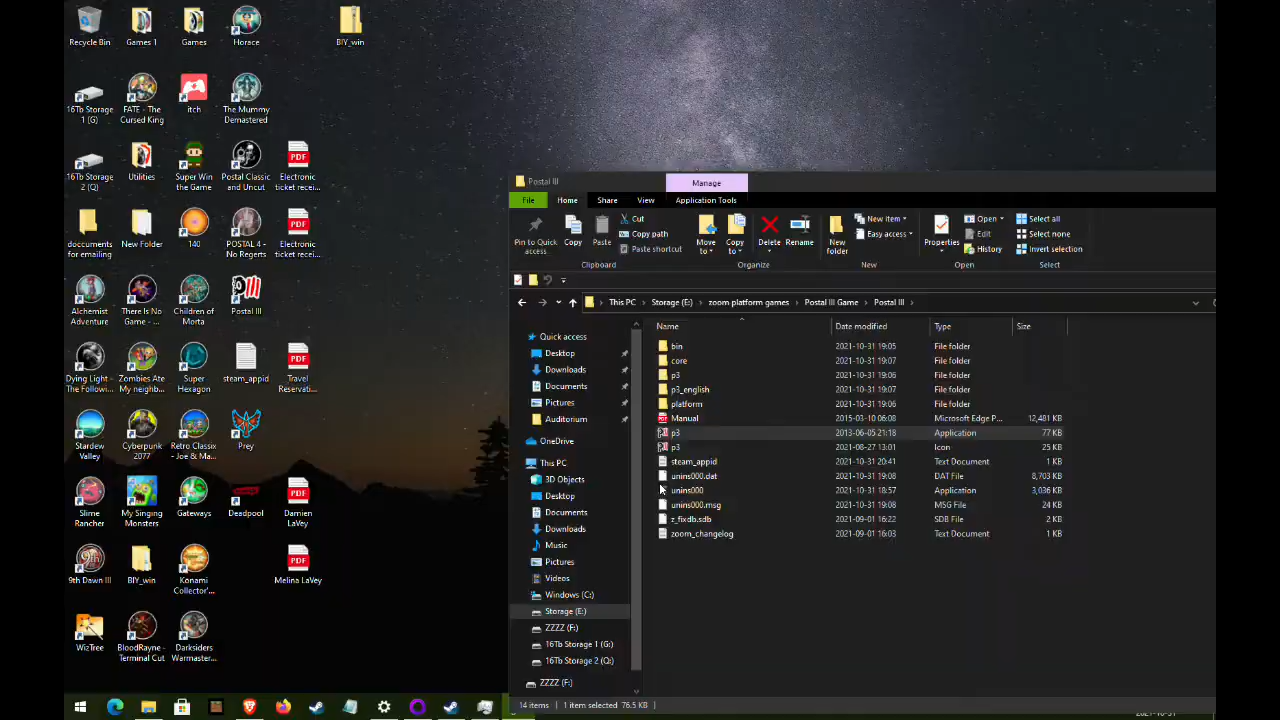 Recycle Bin
Games 1
Games
Horace
BIY_win
16Tb Storage
1 (G)
FATE - The
Cursed King
itch
The Mummy
Demastered
16Tb Storage
2 (Q)
Utilities
Super Win
the Game
Postal Classic
and Uncut
Electronic
ticket recei...
doccuments
for emailing
New Folder
140
POSTAL 4 -
No Regerts
Electronic
ticket recei...
Alchemist
Adventure
There Is No
Game - ...
Children of
Morta
Postal III
Dying Light -
The Followi...
Zombies Ate
My neighb...
Super
Hexagon
steam_appid
Travel
Reservati...
Stardew
Valley
Cyberpunk
2077
Retro Classix
- Joe & Ma...
Prey
Slime
Rancher
My Singing
Monsters
Gateways
Deadpool
Damien
LaVey
9th Dawn III
BIY_win
Konami
Collector'...
Melina LaVey
WizTree
BloodRayne -
Terminal Cut
Darksiders
Warmaster...
Postal III
Manage
File
Home
Share
View
Application Tools
Pin to Quick
access
Copy
Paste
Cut
Copy path
Paste shortcut
Move
to
Copy
to
Delete
Rename
New
folder
New item
Easy access
Properties
Open
Edit
History
Select all
Select none
Invert selection
Clipboard
Organize
New
Open
Select
This PC > Storage (E:) > zoom platform games > Postal III Game > Postal III >
Quick access
Desktop
Downloads
Documents
Pictures
Auditorium
OneDrive
This PC
3D Objects
Desktop
Documents
Downloads
Music
Pictures
Videos
Windows (C:)
Storage (E:)
ZZZZ (F:)
16Tb Storage 1 (G:)
16Tb Storage 2 (Q:)
ZZZZ (F:)
Name Date modified Type Size
bin 2021-10-31 19:05 File folder
core 2021-10-31 19:07 File folder
p3 2021-10-31 19:06 File folder
p3_english 2021-10-31 19:07 File folder
platform 2021-10-31 19:06 File folder
Manual 2015-03-10 06:08 Microsoft Edge P... 12,481 KB
p3 2013-06-05 21:18 Application 77 KB
p3 2021-08-27 13:01 Icon 25 KB
steam_appid 2021-10-31 20:41 Text Document 1 KB
unins000.dat 2021-10-31 19:08 DAT File 8,703 KB
unins000 2021-10-31 18:57 Application 3,036 KB
unins000.msg 2021-10-31 19:08 MSG File 24 KB
z_fixdb.sdb 2021-09-01 16:22 SDB File 2 KB
zoom_changelog 2021-09-01 16:03 Text Document 1 KB
14 items
1 item selected 76.5 KB